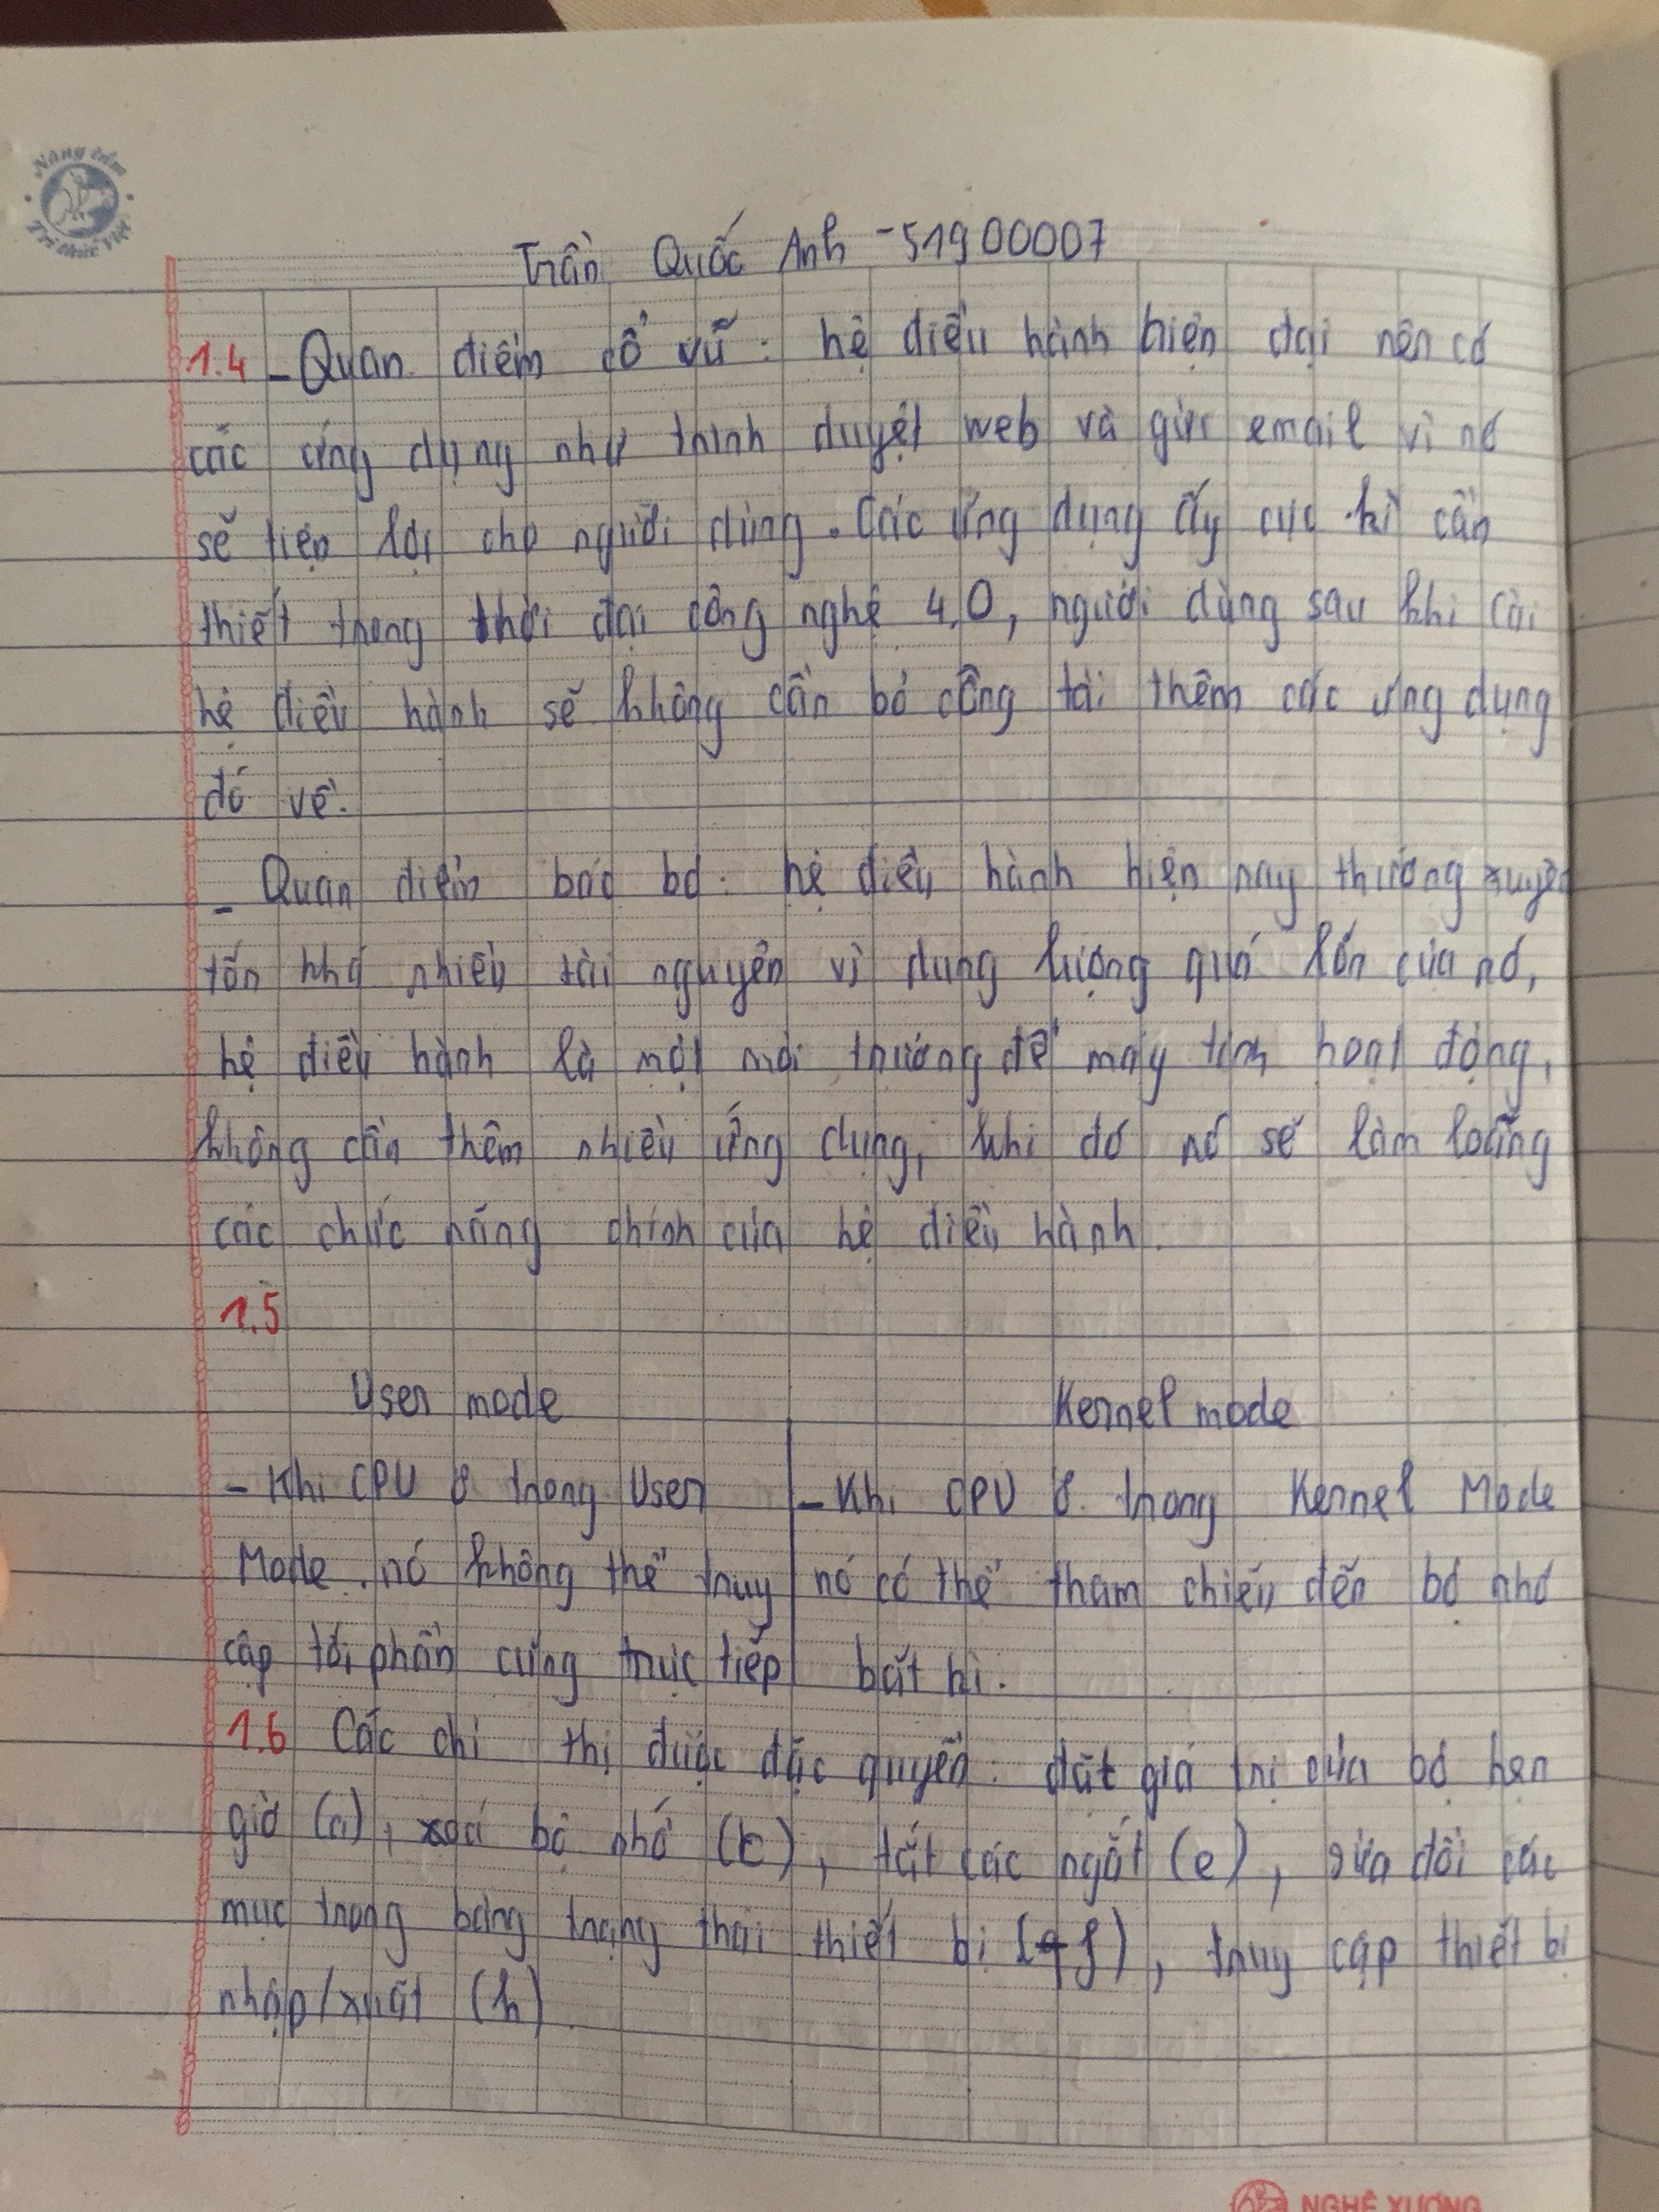 Nâng tầm
Tri thức Việt
Trần Quốc Anh - 51900007
1.4 - Quan điểm cổ vũ : hệ điều hành hiện đại nên có
các ứng dụng như trình duyệt web và gửi email vì nó
sẽ tiện lợi cho người dùng. Các ứng dụng ấy cực kì cần
thiết trong thời đại công nghệ 4.0, người dùng sau khi cài
hệ điều hành sẽ không cần bỏ công tải thêm các ứng dụng
đó về.
- Quan điểm bác bỏ : hệ điều hành hiện nay thường xuyên
tốn khá nhiều tài nguyên vì dung lượng quá lớn của nó,
hệ điều hành là một môi trường để máy tính hoạt động,
không cần thêm nhiều ứng dụng, khi đó nó sẽ làm loãng
các chức năng chính của hệ điều hành.
1.5
User mode Kernel mode
- Khi CPU ở trong User - Khi CPU ở trong Kernel Mode
Mode, nó không thể truy nó có thể tham chiếu đến bộ nhớ
cập tới phần cứng trực tiếp bất kì.
1.6 Các chỉ thị được đặc quyền : đặt giá trị của bộ hẹn
giờ (a), xoá bộ nhớ (c), tắt các ngắt (e), sửa đổi các
mục trong bảng trạng thái thiết bị (f), truy cập thiết bị
nhập/xuất (h)
NGHỆ XƯƠNG